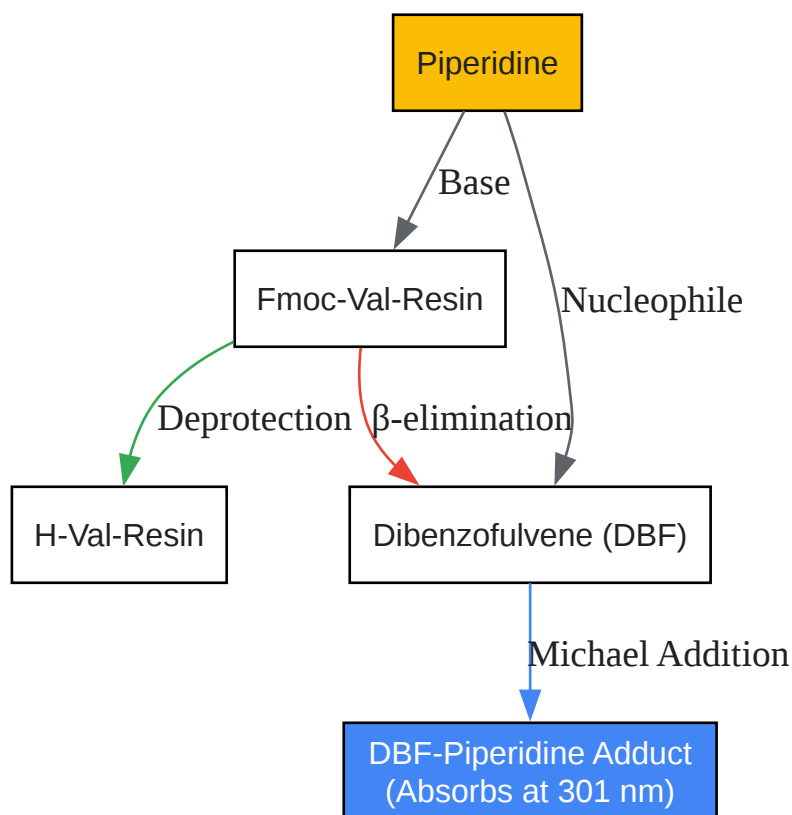 Piperidine
Base
Fmoc-Val-Resin
Nucleophile
Deprotection
β-elimination
H-Val-Resin
Dibenzofulvene (DBF)
Michael Addition
DBF-Piperidine Adduct
(Absorbs at 301 nm)